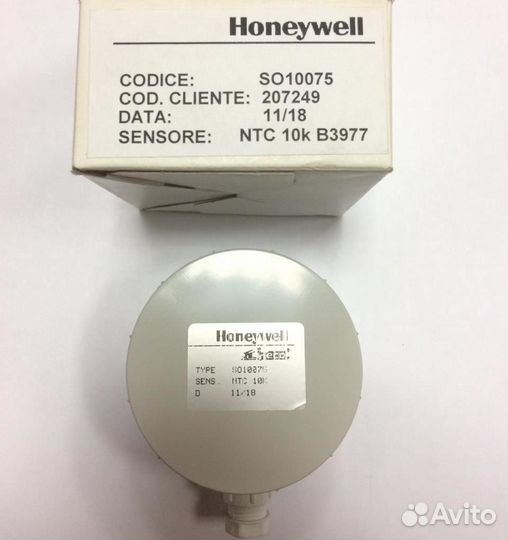 Honeywell
CODICE: SO10075
COD. CLIENTE: 207249
DATA: 11/18
SENSORE: NTC 10k B3977
Honeywell
TYPE SO10075
SENS. NTC 10K
D 11/18
Avito